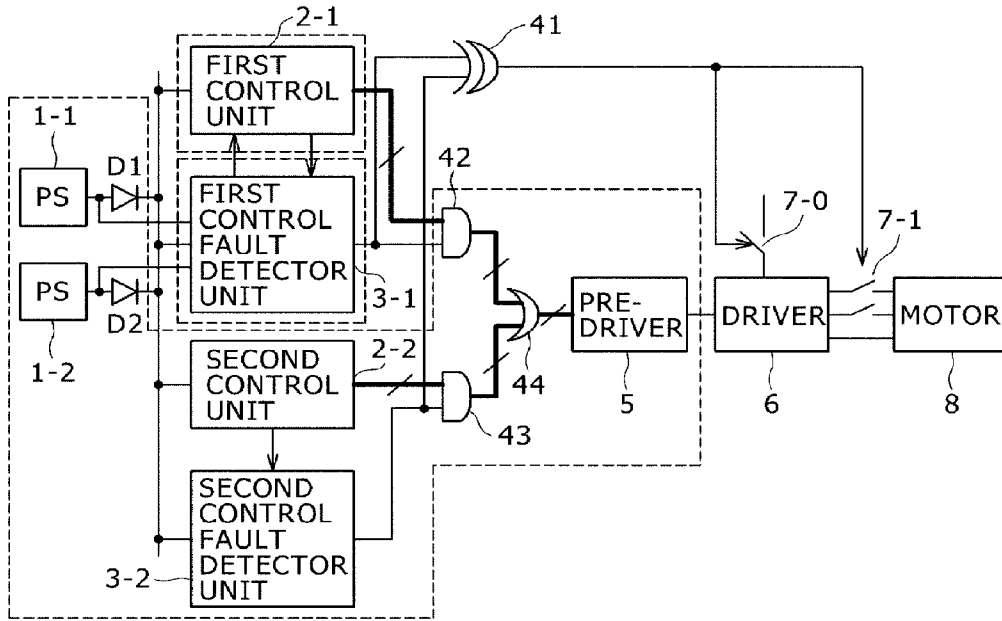 2-1
41
FIRST
CONTROL
UNIT
1-1
D1
42
PS
FIRST
CONTROL
FAULT
DETECTOR
UNIT
7-0
7-1
PS
D2
3-1
PRE-
DRIVER
DRIVER
MOTOR
1-2
SECOND
CONTROL
UNIT
2-2
44
5
6
8
43
SECOND
CONTROL
FAULT
DETECTOR
UNIT
3-2